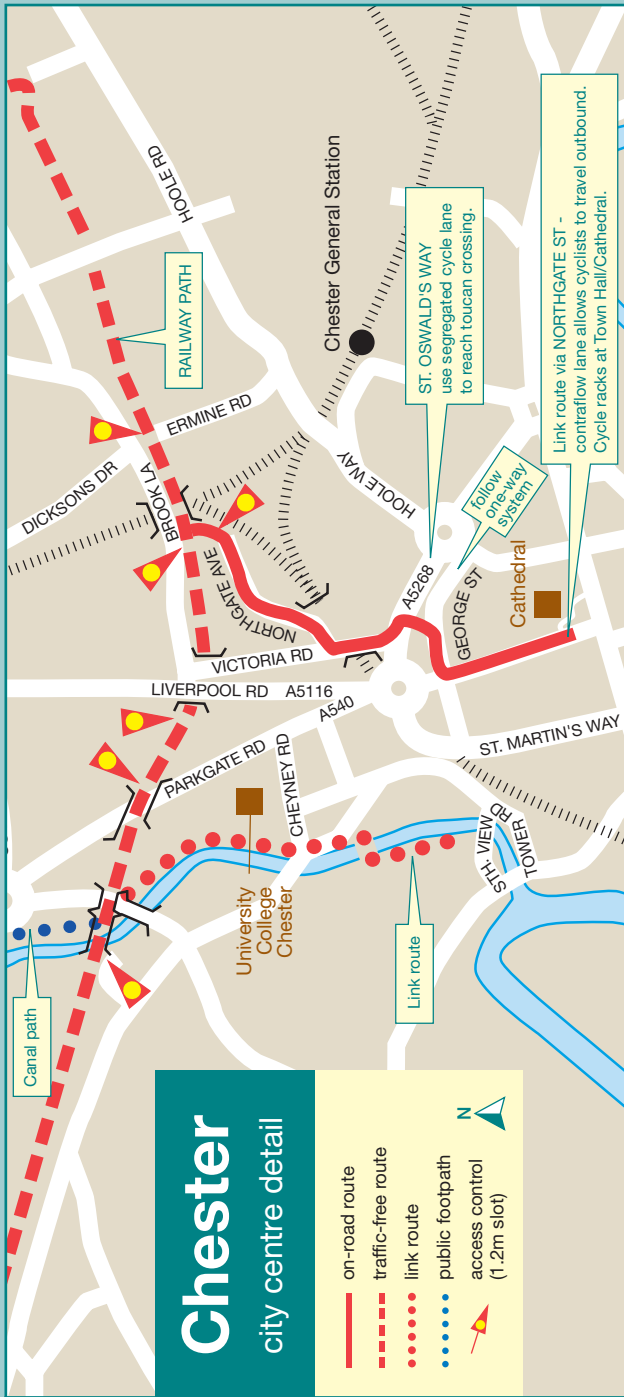 Chester
city centre detail
on-road route
traffic-free route
link route
public footpath
access control
(1.2m slot)
N
Canal path
University
College
Chester
Link route
PARKGATE RD
CHEYNEY RD
A540
LIVERPOOL RD A5116
VICTORIA RD
NORTHGATE AVE
BROOK LA
DICKSONS DR
ERMINE RD
RAILWAY PATH
HOOLE RD
HOOLE WAY
Chester General Station
ST. OSWALD'S WAY
use segregated cycle lane
to reach toucan crossing.
A5268
GEORGE ST
follow
one-way
system
Cathedral
Link route via NORTHGATE ST -
contraflow lane allows cyclists to travel outbound.
Cycle racks at Town Hall/Cathedral.
ST. MARTIN'S WAY
STH. VIEW
TOWER RD